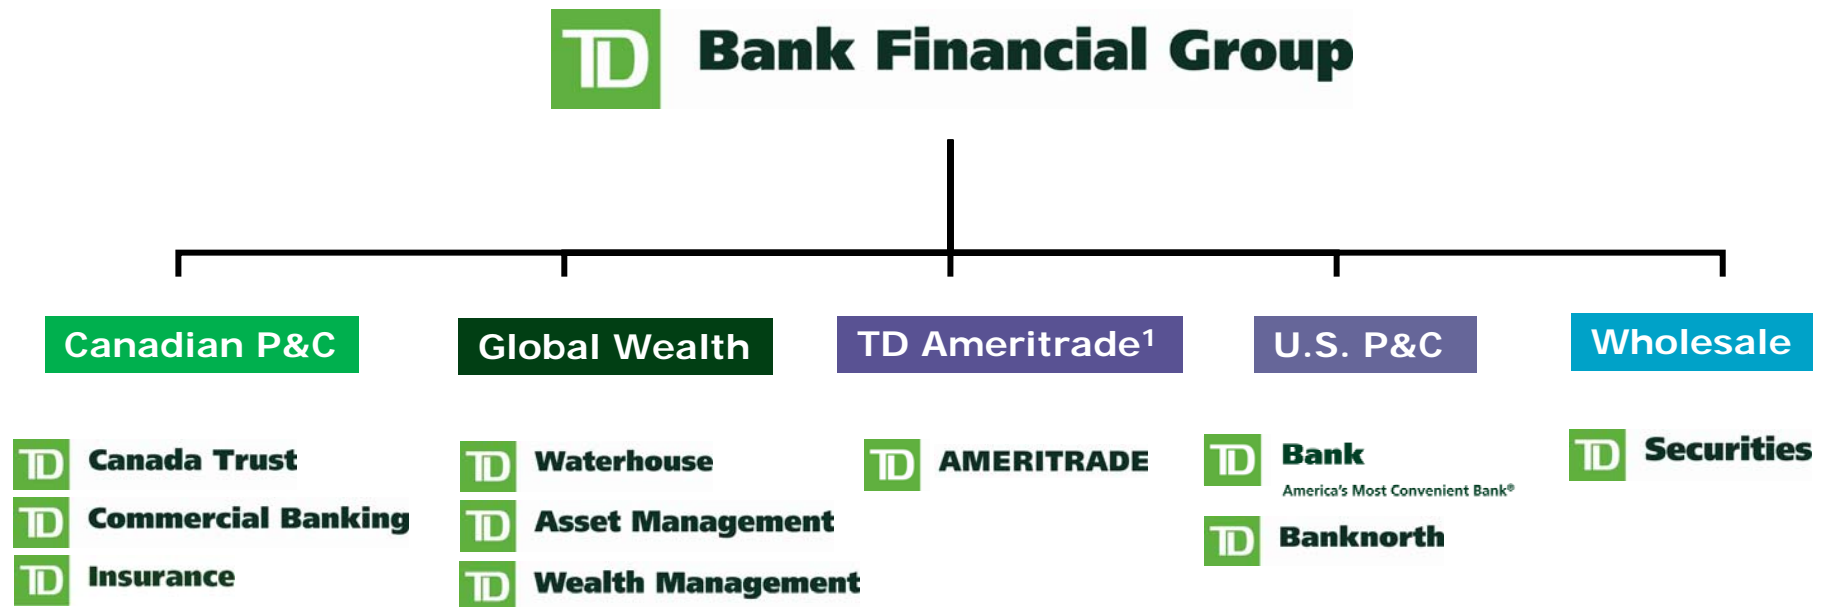 TD Bank Financial Group
Canadian P&C
Global Wealth
TD Ameritrade¹
U.S. P&C
Wholesale
TD Canada Trust
TD Commercial Banking
TD Insurance
TD Waterhouse
TD Asset Management
TD Wealth Management
TD AMERITRADE
TD Bank
America's Most Convenient Bank®
TD Banknorth
TD Securities